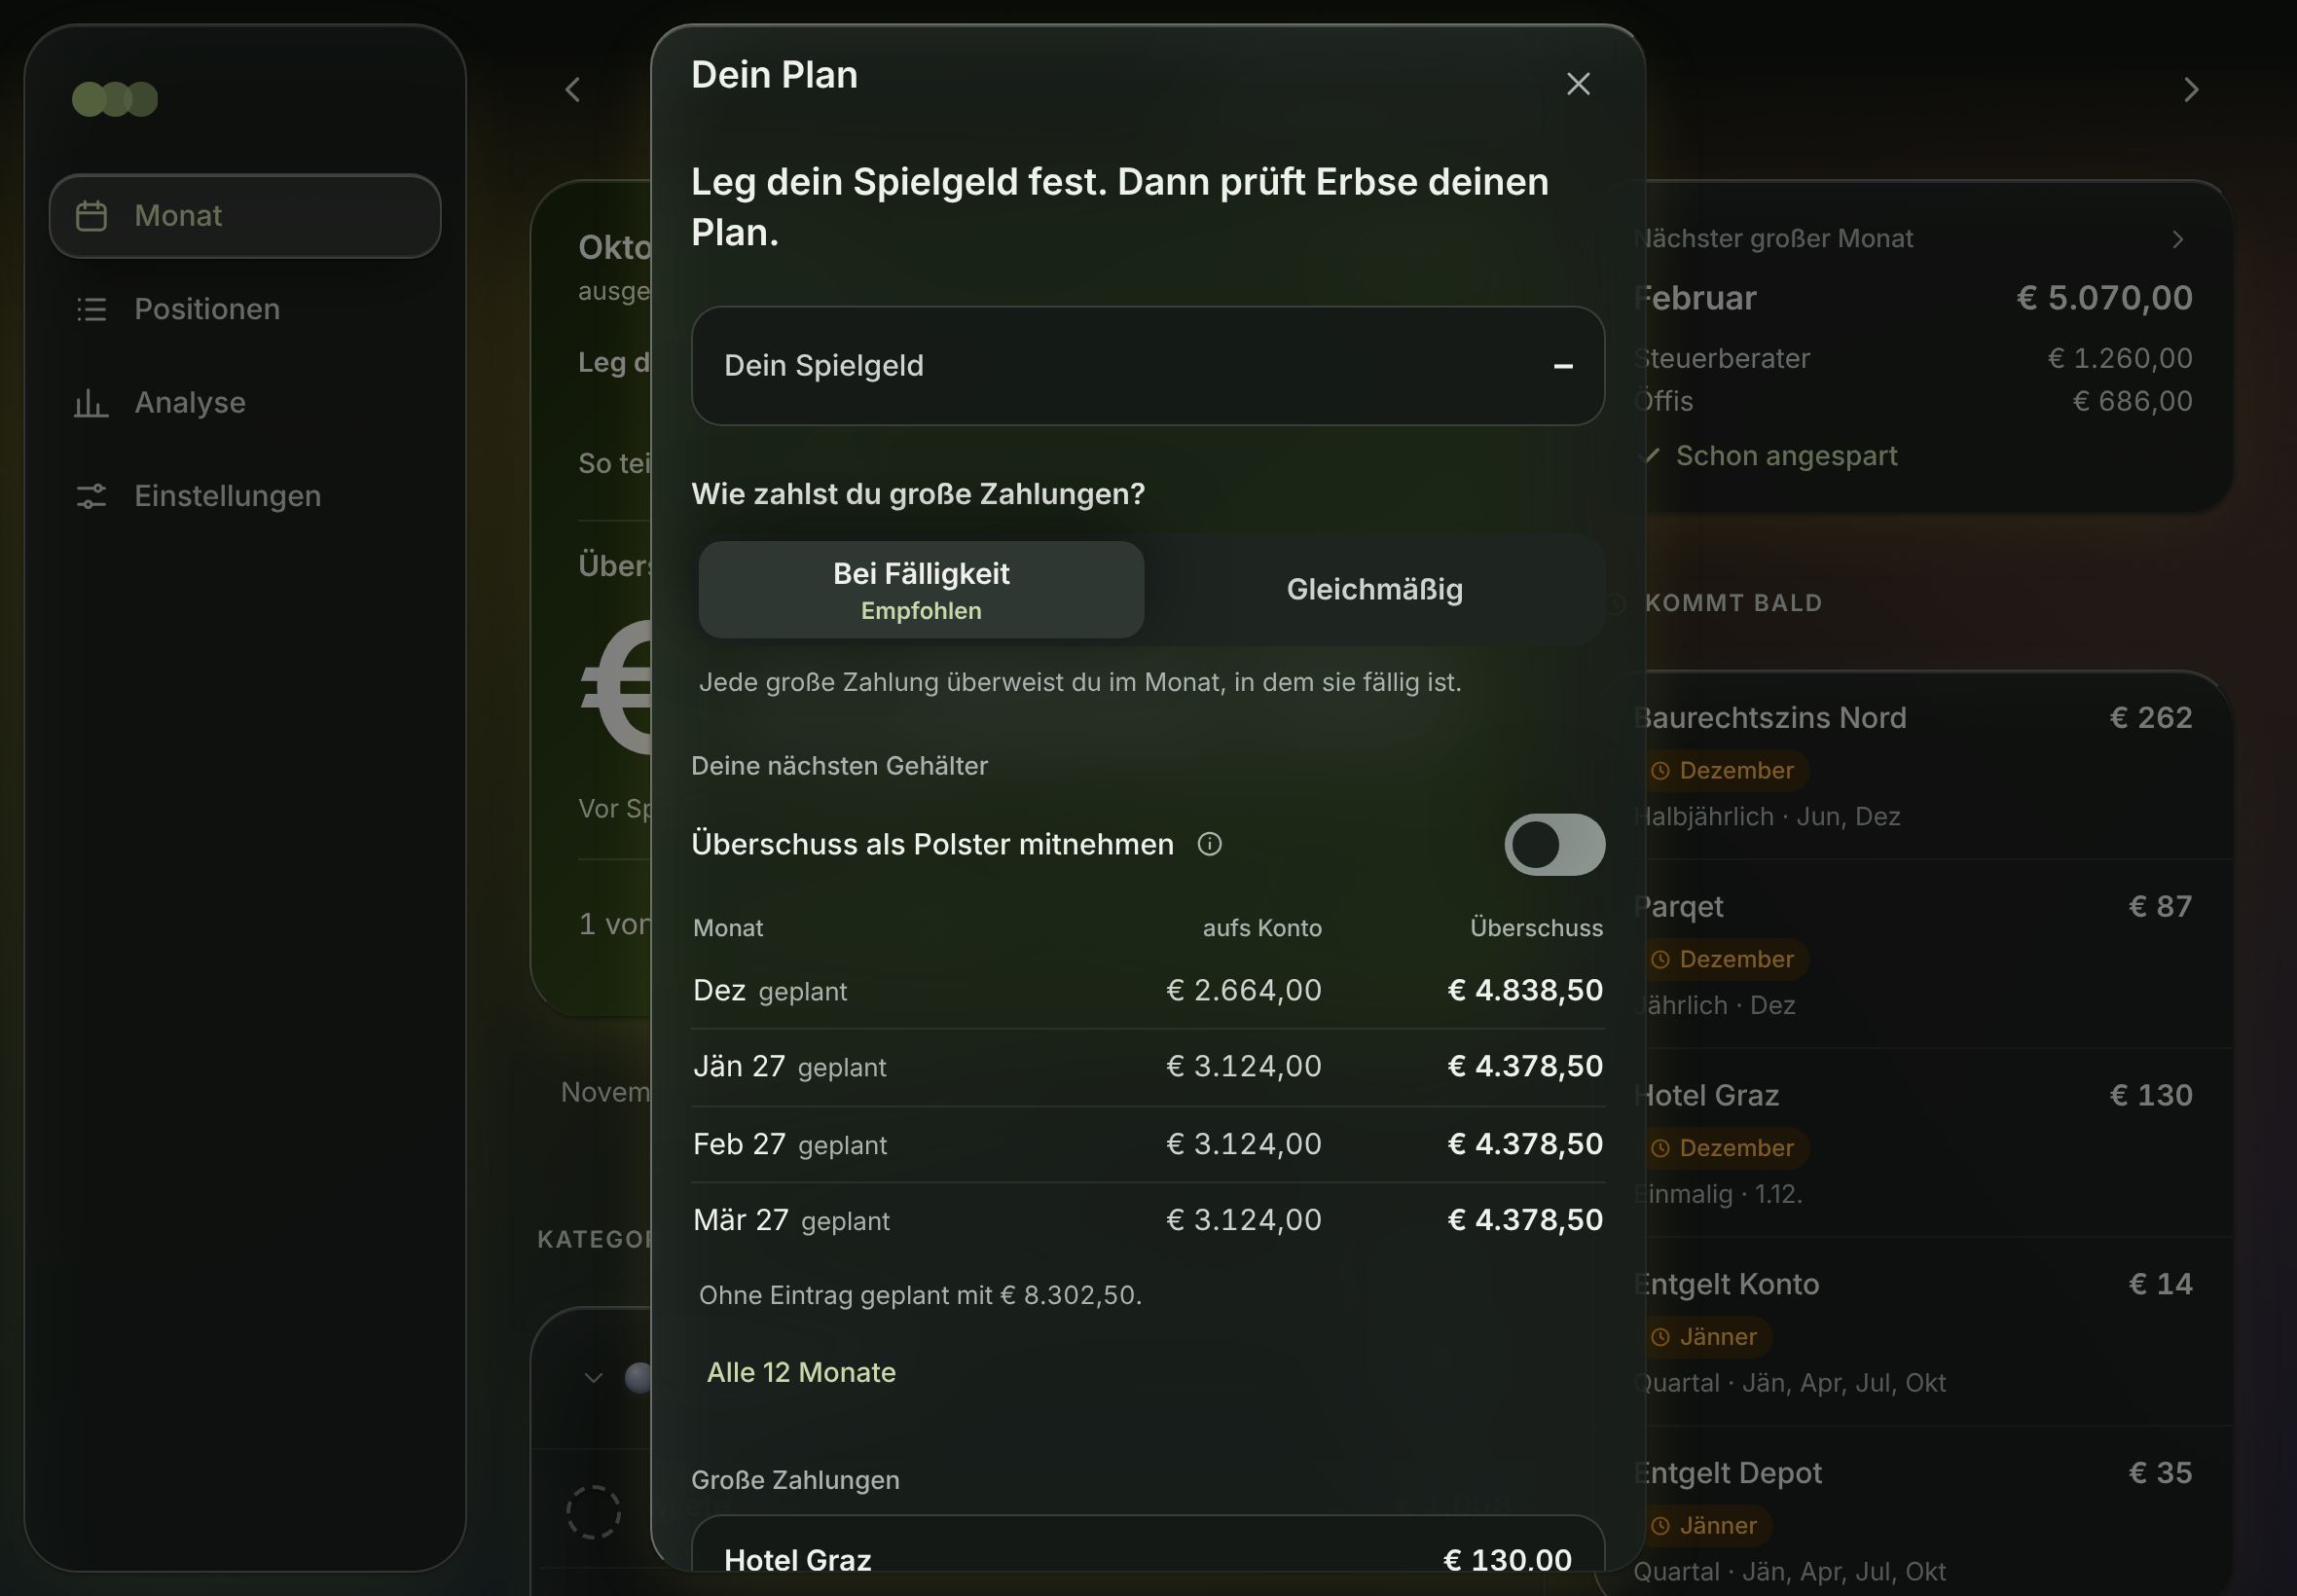 Monat
Positionen
Analyse
Einstellungen
Leg d
So tei
€
1 von
Dein Plan
Leg dein Spielgeld fest. Dann prüft Erbse deinen
Plan.
Dein Spielgeld –
Wie zahlst du große Zahlungen?
Bei Fälligkeit
Empfohlen
Gleichmäßig
Jede große Zahlung überweist du im Monat, in dem sie fällig ist.
Deine nächsten Gehälter
Überschuss als Polster mitnehmen
Monat aufs Konto Überschuss
Dez geplant € 2.664,00 € 4.838,50
Jän 27 geplant € 3.124,00 € 4.378,50
Feb 27 geplant € 3.124,00 € 4.378,50
Mär 27 geplant € 3.124,00 € 4.378,50
Ohne Eintrag geplant mit € 8.302,50.
Alle 12 Monate
Große Zahlungen
Hotel Graz € 130,00
Nächster großer Monat
Februar € 5.070,00
Steuerberater € 1.260,00
Öffis € 686,00
Schon angespart
KOMMT BALD
Baurechtszins Nord € 262
Dezember
Halbjährlich · Jun, Dez
Parqet € 87
Dezember
Jährlich · Dez
Hotel Graz € 130
Dezember
Einmalig · 1.12.
Entgelt Konto € 14
Jänner
Quartal · Jän, Apr, Jul, Okt
Entgelt Depot € 35
Jänner
Quartal · Jän, Apr, Jul, Okt